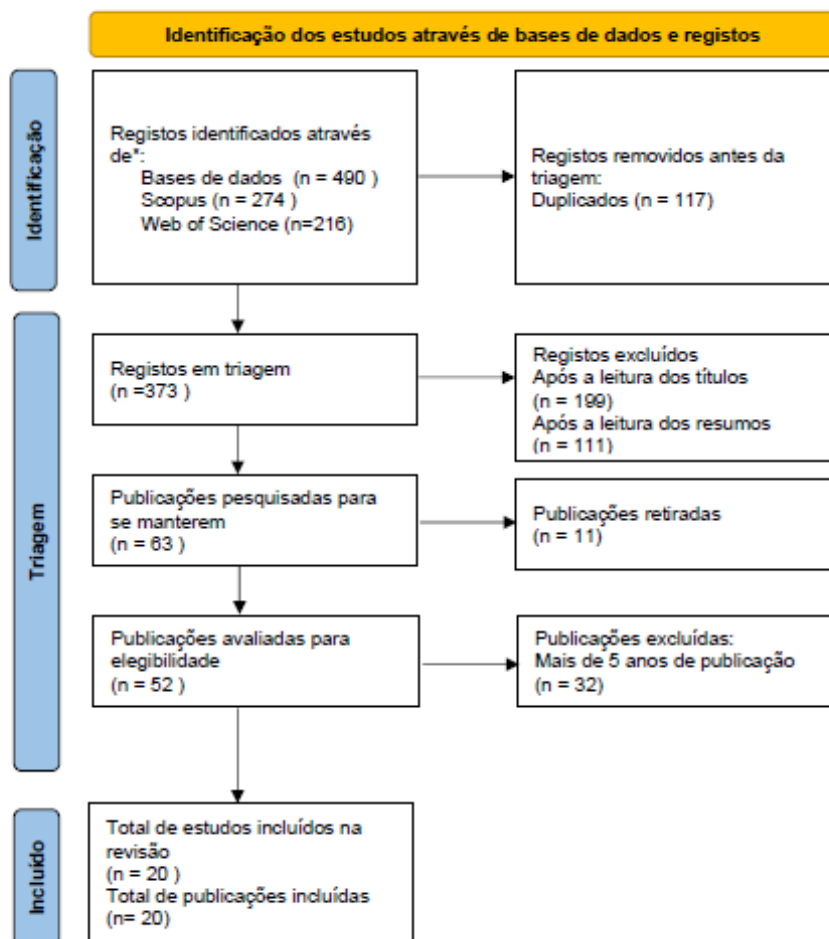 Identificação dos estudos através de bases de dados e registos
Identificação
Registos identificados através
de*:
Bases de dados (n = 490 )
Scopus (n = 274 )
Web of Science (n=216)
Registos removidos antes da
triagem:
Duplicados (n = 117)
Triagem
Registos em triagem
(n =373 )
Registos excluídos
Após a leitura dos títulos
(n = 199)
Após a leitura dos resumos
(n = 111)
Publicações pesquisadas para
se manterem
(n = 63 )
Publicações retiradas
(n = 11)
Publicações avaliadas para
elegibilidade
(n = 52 )
Publicações excluídas:
Mais de 5 anos de publicação
(n = 32)
Incluído
Total de estudos incluídos na
revisão
(n = 20 )
Total de publicações incluídas
(n= 20)